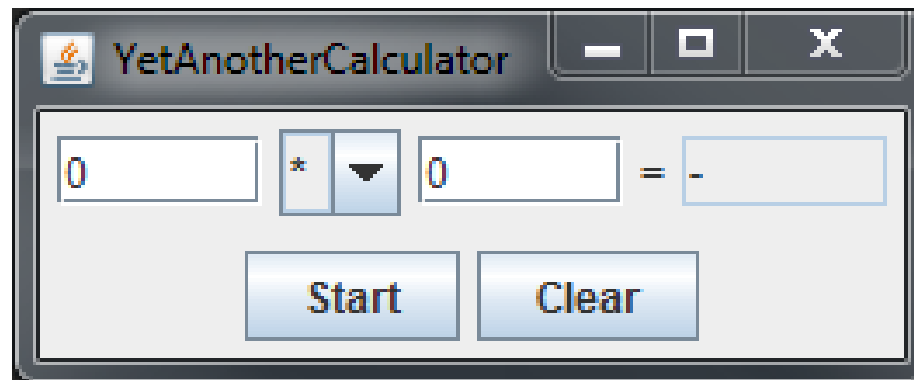 YetAnotherCalculator
0 * 0 = -
Start Clear